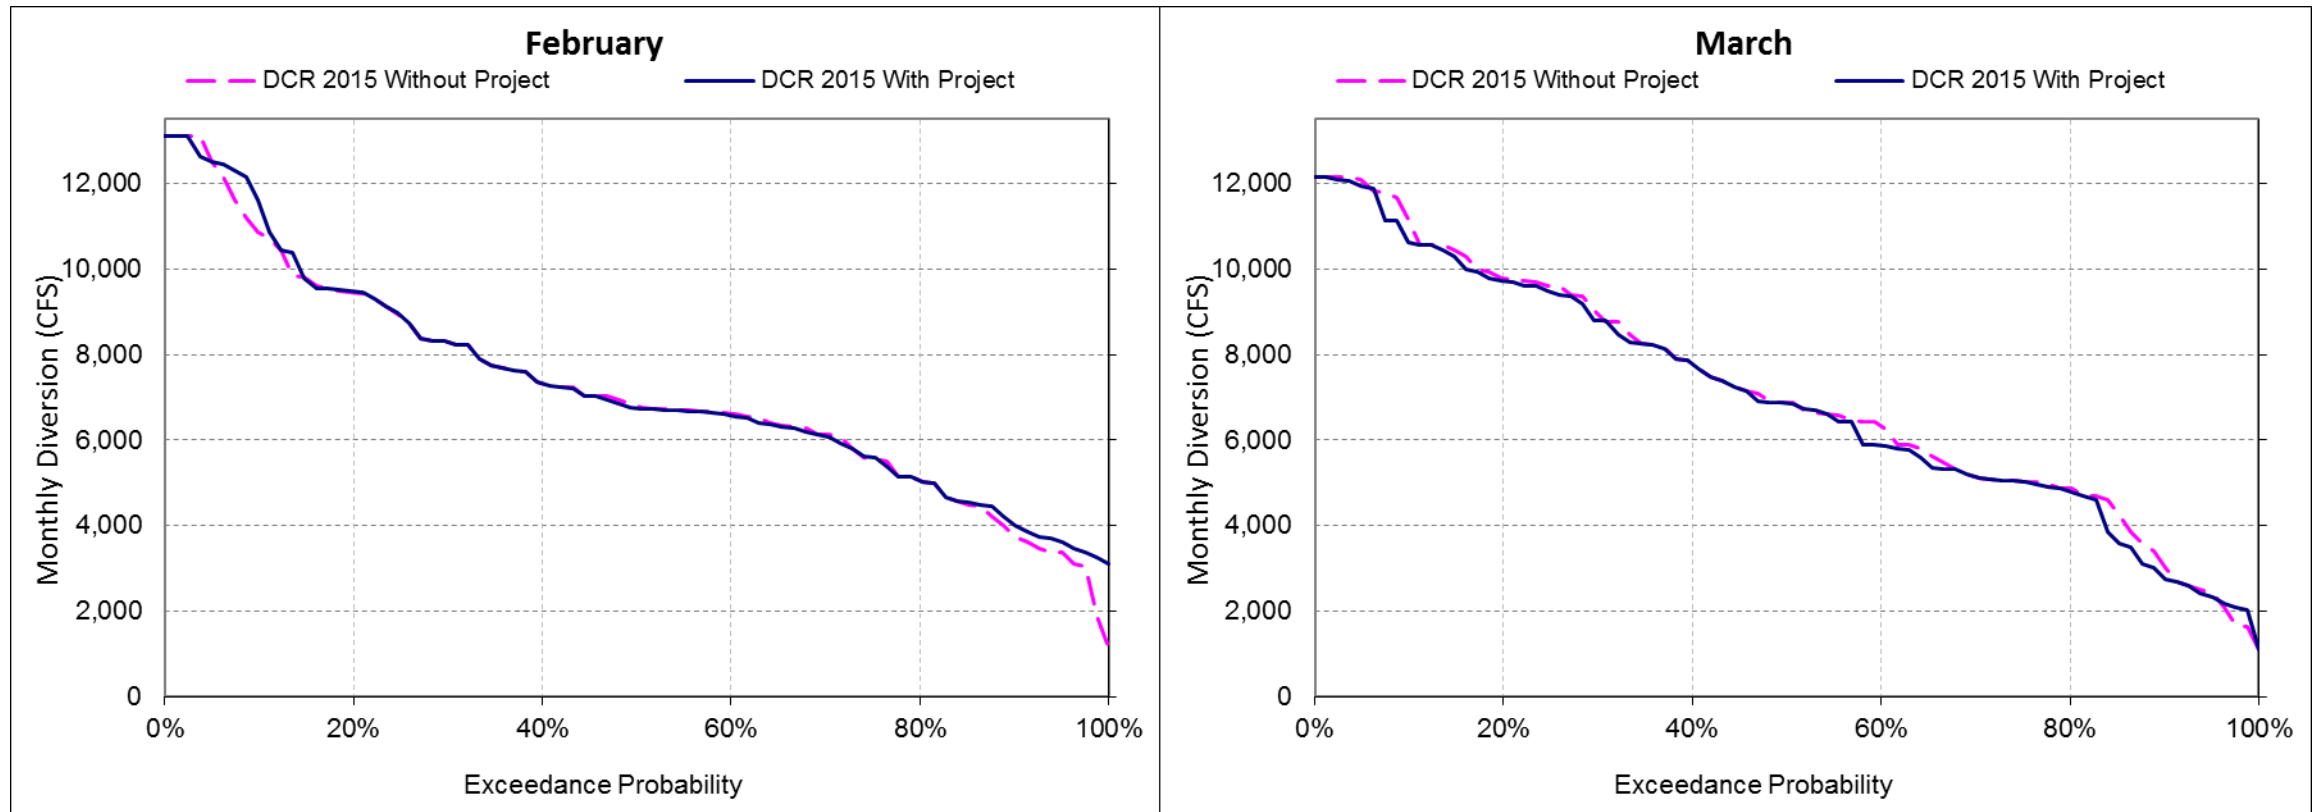 February
DCR 2015 Without Project
DCR 2015 With Project
Monthly Diversion (CFS)
12,000
10,000
8,000
6,000
4,000
2,000
0
0% 20% 40% 60% 80% 100%
Exceedance Probability
March
DCR 2015 Without Project
DCR 2015 With Project
Monthly Diversion (CFS)
12,000
10,000
8,000
6,000
4,000
2,000
0
0% 20% 40% 60% 80% 100%
Exceedance Probability